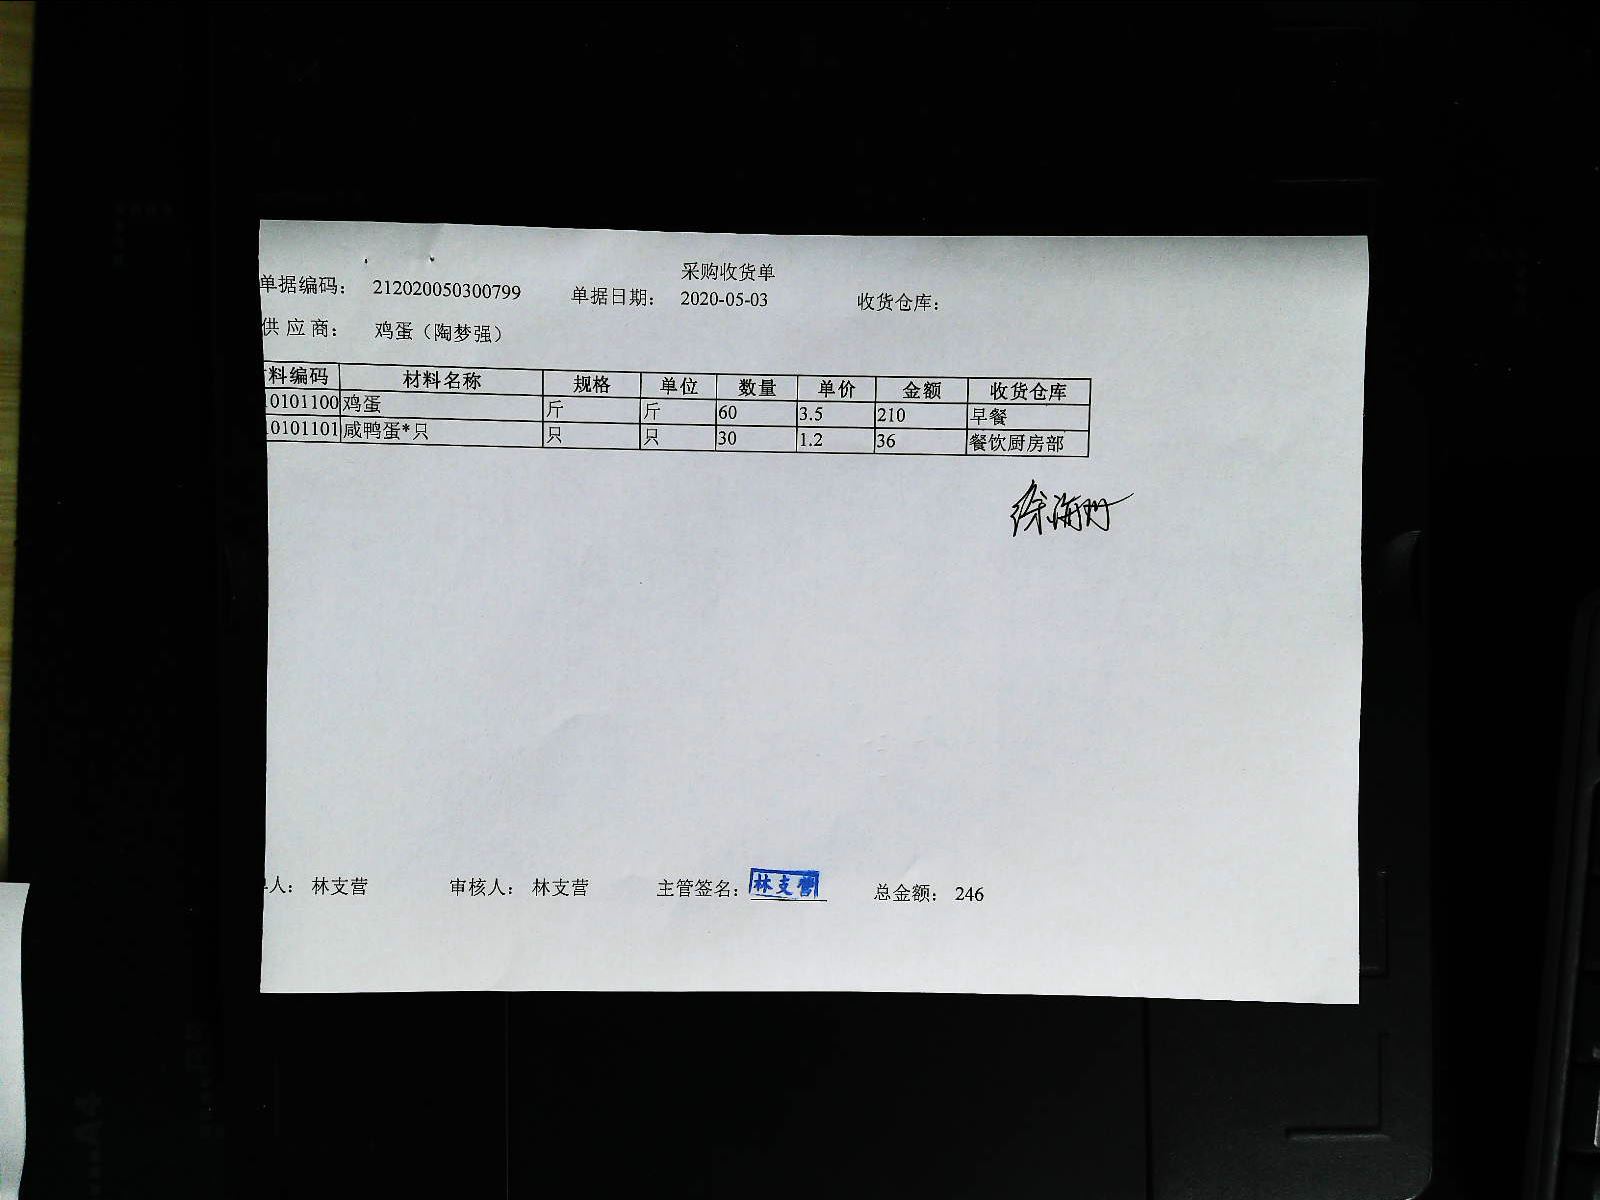 采购收货单
单据编码： 212020050300799 单据日期： 2020-05-03 收货仓库：
供应商： 鸡蛋（陶梦强）
料编码 材料名称 规格 单位 数量 单价 金额 收货仓库
10101100 鸡蛋 斤 斤 60 3.5 210 早餐
10101101 咸鸭蛋*只 只 只 30 1.2 36 餐饮厨房部
人： 林支营 审核人： 林支营 主管签名： 林支营 总金额： 246